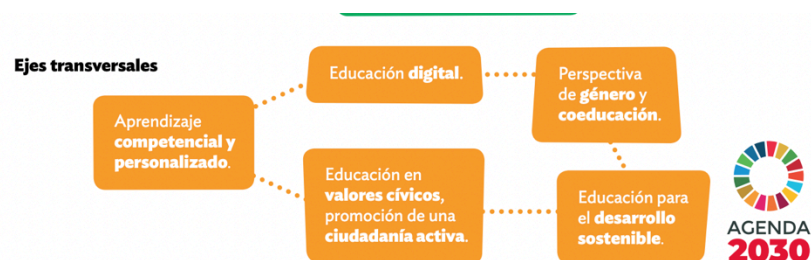 Ejes transversales
Educación digital.
Perspectiva
de género y
coeducación.
Aprendizaje
competencial y
personalizado.
Educación en
valores cívicos,
promoción de una
ciudadanía activa.
Educación para
el desarrollo
sostenible.
AGENDA
2030